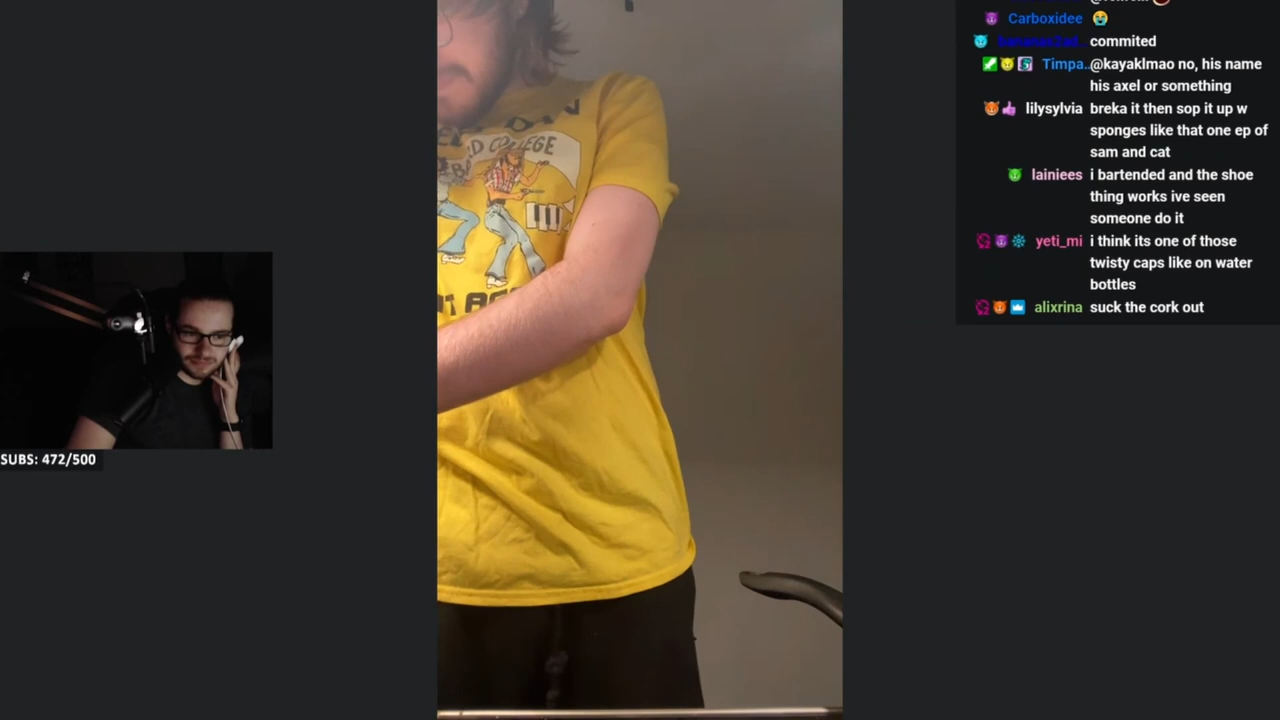 Carboxidee
commited
Timpa.. @kayaklmao no, his name
his axel or something
lilysylvia breka it then sop it up w
sponges like that one ep of
sam and cat
lainiees i bartended and the shoe
thing works ive seen
someone do it
yeti_mi i think its one of those
twisty caps like on water
bottles
alixrina suck the cork out
COLLEGE
SUBS: 472/500